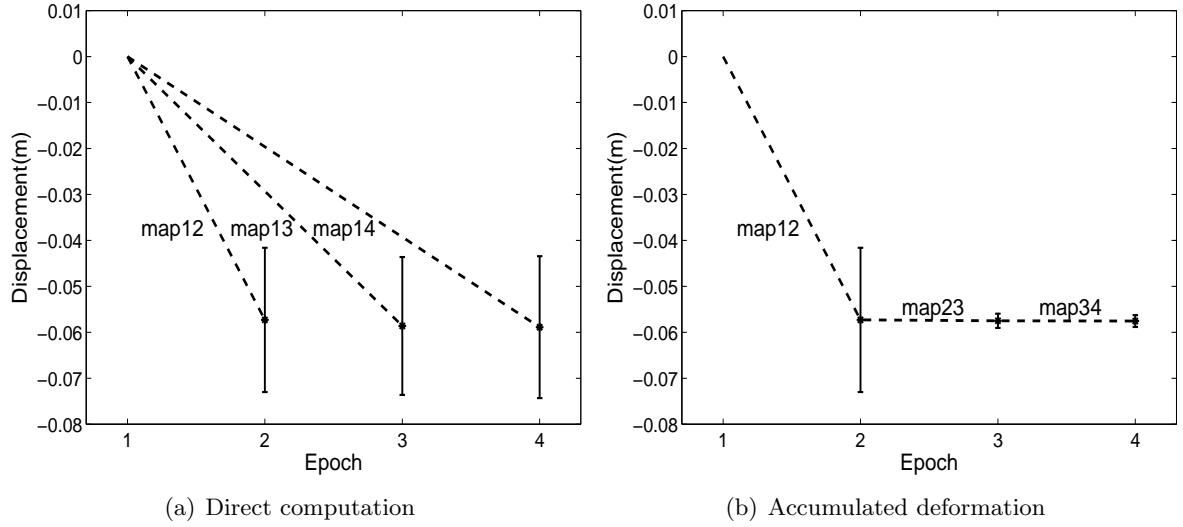 0.01
0
−0.01
−0.02
−0.03
−0.04
−0.05
−0.06
−0.07
−0.08
Displacement(m)
map12 map13 map14
1 2 3 4
Epoch
(a) Direct computation
0.01
0
−0.01
−0.02
−0.03
−0.04
−0.05
−0.06
−0.07
−0.08
Displacement(m)
map12
map23 map34
1 2 3 4
Epoch
(b) Accumulated deformation